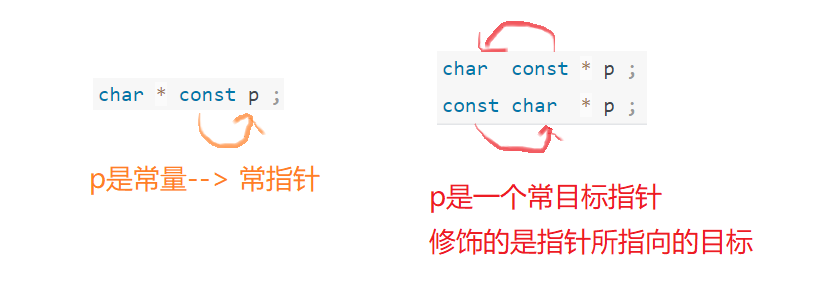 char * const p ;
p是常量--> 常指针
char const * p ;
const char * p ;
p是一个常目标指针
修饰的是指针所指向的目标